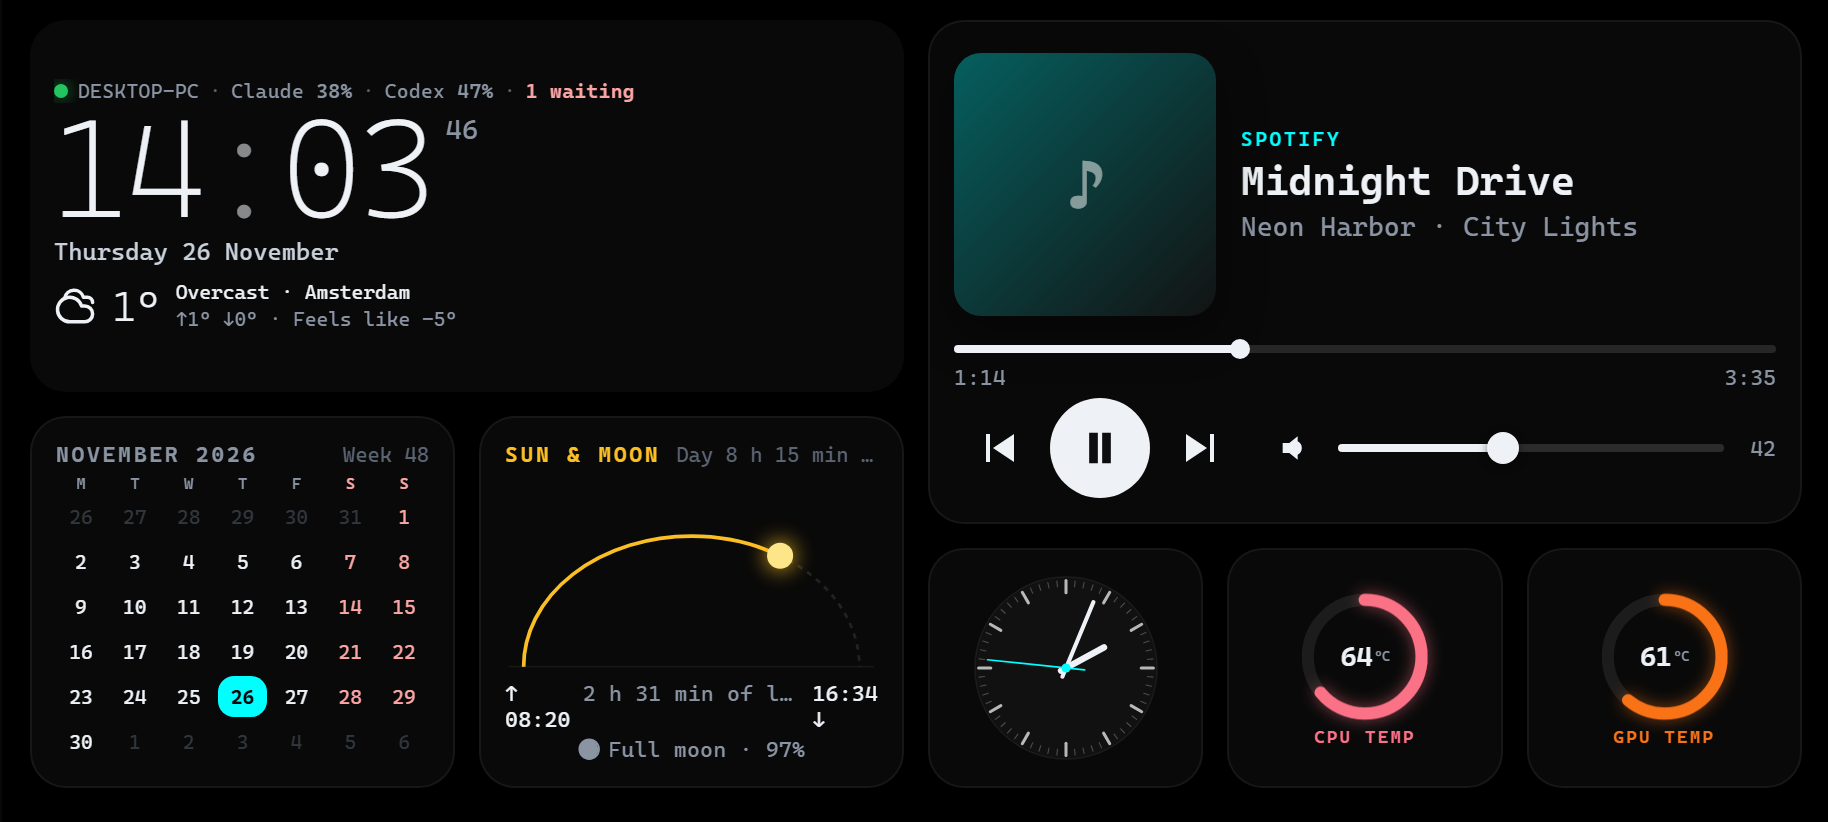 DESKTOP-PC · Claude 38% · Codex 47% · 1 waiting
14:03 46
Thursday 26 November
1° Overcast · Amsterdam
↑1° ↓0° · Feels like -5°
SPOTIFY
Midnight Drive
Neon Harbor · City Lights
1:14 3:35
42
NOVEMBER 2026 Week 48
M T W T F S S
26 27 28 29 30 31 1
2 3 4 5 6 7 8
9 10 11 12 13 14 15
16 17 18 19 20 21 22
23 24 25 26 27 28 29
30 1 2 3 4 5 6
SUN & MOON Day 8 h 15 min …
↑ 2 h 31 min of l… 16:34
08:20 ↓
Full moon · 97%
64°C
CPU TEMP
61°C
GPU TEMP